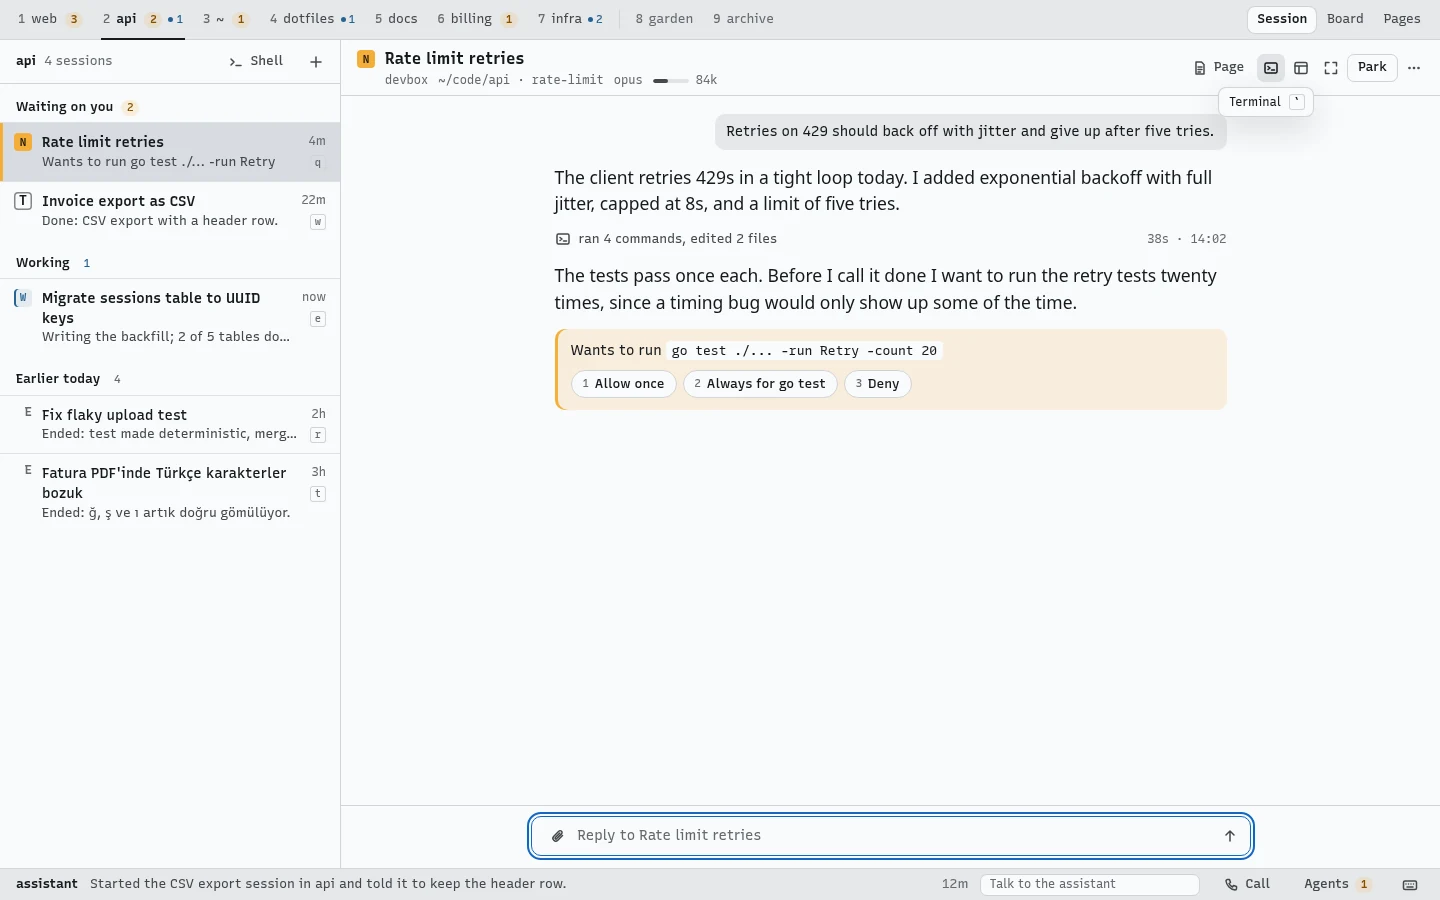 1 web 3 2 api 2 •1 3 ~ 1 4 dotfiles •1 5 docs 6 billing 1 7 infra •2 8 garden 9 archive Session Board Pages
api 4 sessions Shell +
Waiting on you 2
N Rate limit retries 4m
Wants to run go test ./... -run Retry q
T Invoice export as CSV 22m
Done: CSV export with a header row. w
Working 1
W Migrate sessions table to UUID keys now
Writing the backfill; 2 of 5 tables do... e
Earlier today 4
E Fix flaky upload test 2h
Ended: test made deterministic, merg... r
E Fatura PDF'inde Türkçe karakterler bozuk 3h
Ended: ğ, ş ve ı artık doğru gömülüyor. t
N Rate limit retries
devbox ~/code/api · rate-limit opus 84k
Page Park ...
Terminal `
Retries on 429 should back off with jitter and give up after five tries.
The client retries 429s in a tight loop today. I added exponential backoff with full
jitter, capped at 8s, and a limit of five tries.
ran 4 commands, edited 2 files 38s · 14:02
The tests pass once each. Before I call it done I want to run the retry tests twenty
times, since a timing bug would only show up some of the time.
Wants to run go test ./... -run Retry -count 20
1 Allow once 2 Always for go test 3 Deny
Reply to Rate limit retries
assistant Started the CSV export session in api and told it to keep the header row. 12m Talk to the assistant Call Agents 1